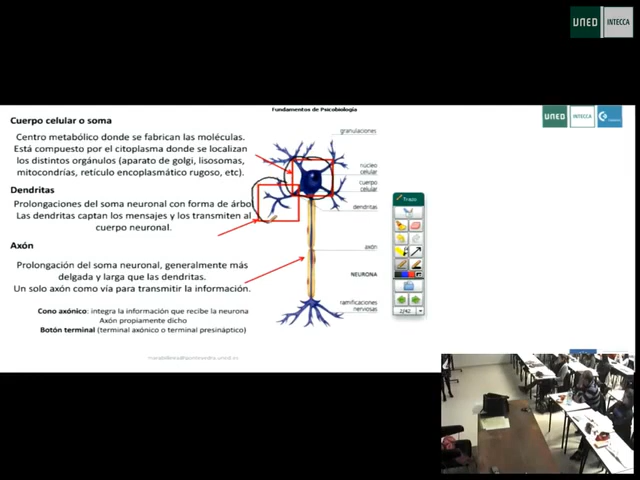 UNED INTECCA
Fundamentos de Psicobiología
UNED INTECCA
Cuerpo celular o soma
Centro metabólico donde se fabrican las moléculas.
Está compuesto por el citoplasma donde se localizan
los distintos orgánulos (aparato de golgi, lisosomas,
mitocondrias, retículo encoplasmático rugoso, etc).
Dendritas
Prolongaciones del soma neuronal con forma de árbo
Las dendritas captan los mensajes y los transmiten al
cuerpo neuronal.
Axón
Prolongación del soma neuronal, generalmente más
delgada y larga que las dendritas.
Un solo axón como vía para transmitir la información.
Cono axónico: integra la información que recibe la neurona
Axón propiamente dicho
Botón terminal (terminal axónico o terminal presináptico)
granulaciones
núcleo
celular
cuerpo
celular
dendritas
axón
NEURONA
ramificaciones
nerviosas
Trazo
2/42